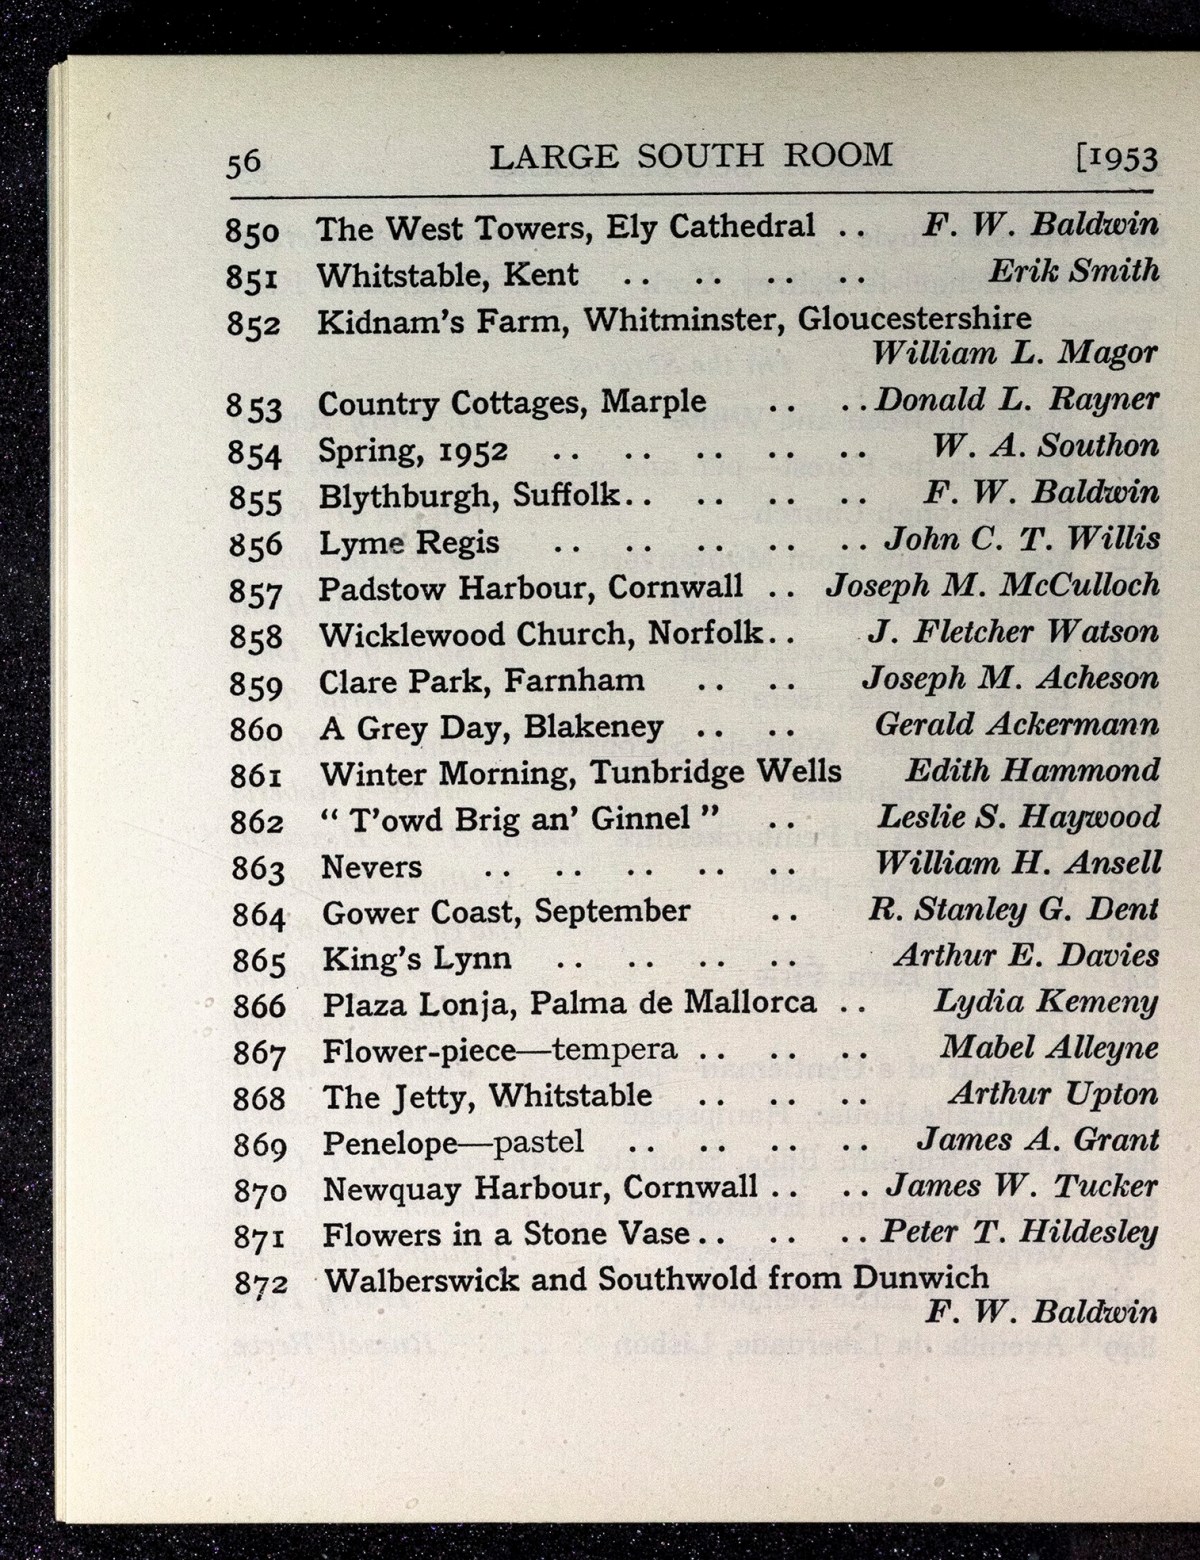 56 LARGE SOUTH ROOM [1953
850 The West Towers, Ely Cathedral .. F. W. Baldwin
851 Whitstable, Kent .. .. .. .. Erik Smith
852 Kidnam's Farm, Whitminster, Gloucestershire
William L. Magor
853 Country Cottages, Marple .. .. Donald L. Rayner
854 Spring, 1952 .. .. .. .. .. W. A. Southon
855 Blythburgh, Suffolk .. .. .. .. F. W. Baldwin
856 Lyme Regis .. .. .. .. .. John C. T. Willis
857 Padstow Harbour, Cornwall .. Joseph M. McCulloch
858 Wicklewood Church, Norfolk .. J. Fletcher Watson
859 Clare Park, Farnham .. .. Joseph M. Acheson
860 A Grey Day, Blakeney .. .. Gerald Ackermann
861 Winter Morning, Tunbridge Wells Edith Hammond
862 " T'owd Brig an' Ginnel " .. Leslie S. Haywood
863 Nevers .. .. .. .. .. William H. Ansell
864 Gower Coast, September .. R. Stanley G. Dent
865 King's Lynn .. .. .. .. Arthur E. Davies
866 Plaza Lonja, Palma de Mallorca .. Lydia Kemeny
867 Flower-piece—tempera .. .. .. Mabel Alleyne
868 The Jetty, Whitstable .. .. .. Arthur Upton
869 Penelope—pastel .. .. .. .. James A. Grant
870 Newquay Harbour, Cornwall .. .. James W. Tucker
871 Flowers in a Stone Vase .. .. .. Peter T. Hildesley
872 Walberswick and Southwold from Dunwich
F. W. Baldwin